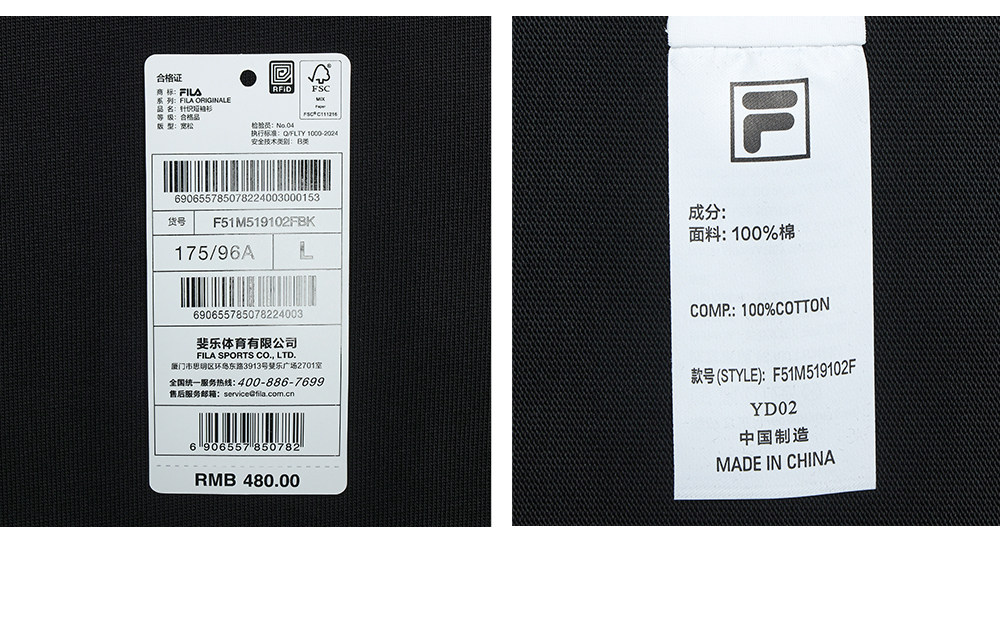 合格证
商 标: FILA
系 列: FILA ORIGINALE
品 名: 针织短袖衫
等 级: 合格品
版 型: 宽松
RFiD
FSC
MIX
Paper
FSC® C111216
检验员: No.04
执行标准: Q/FLTY 1009-2024
安全技术类别: B类
690655785078224003000153
货号 F51M519102FBK
175/96A L
690655785078224003
斐乐体育有限公司
FILA SPORTS CO., LTD.
厦门市思明区环岛东路3913号斐乐广场2701室
全国统一服务热线: 400-886-7699
售后服务邮箱: service@fila.com.cn
6 906557 850782
RMB 480.00
F
成分:
面料: 100%棉
COMP.: 100%COTTON
款号(STYLE): F51M519102F
YD02
中国制造
MADE IN CHINA